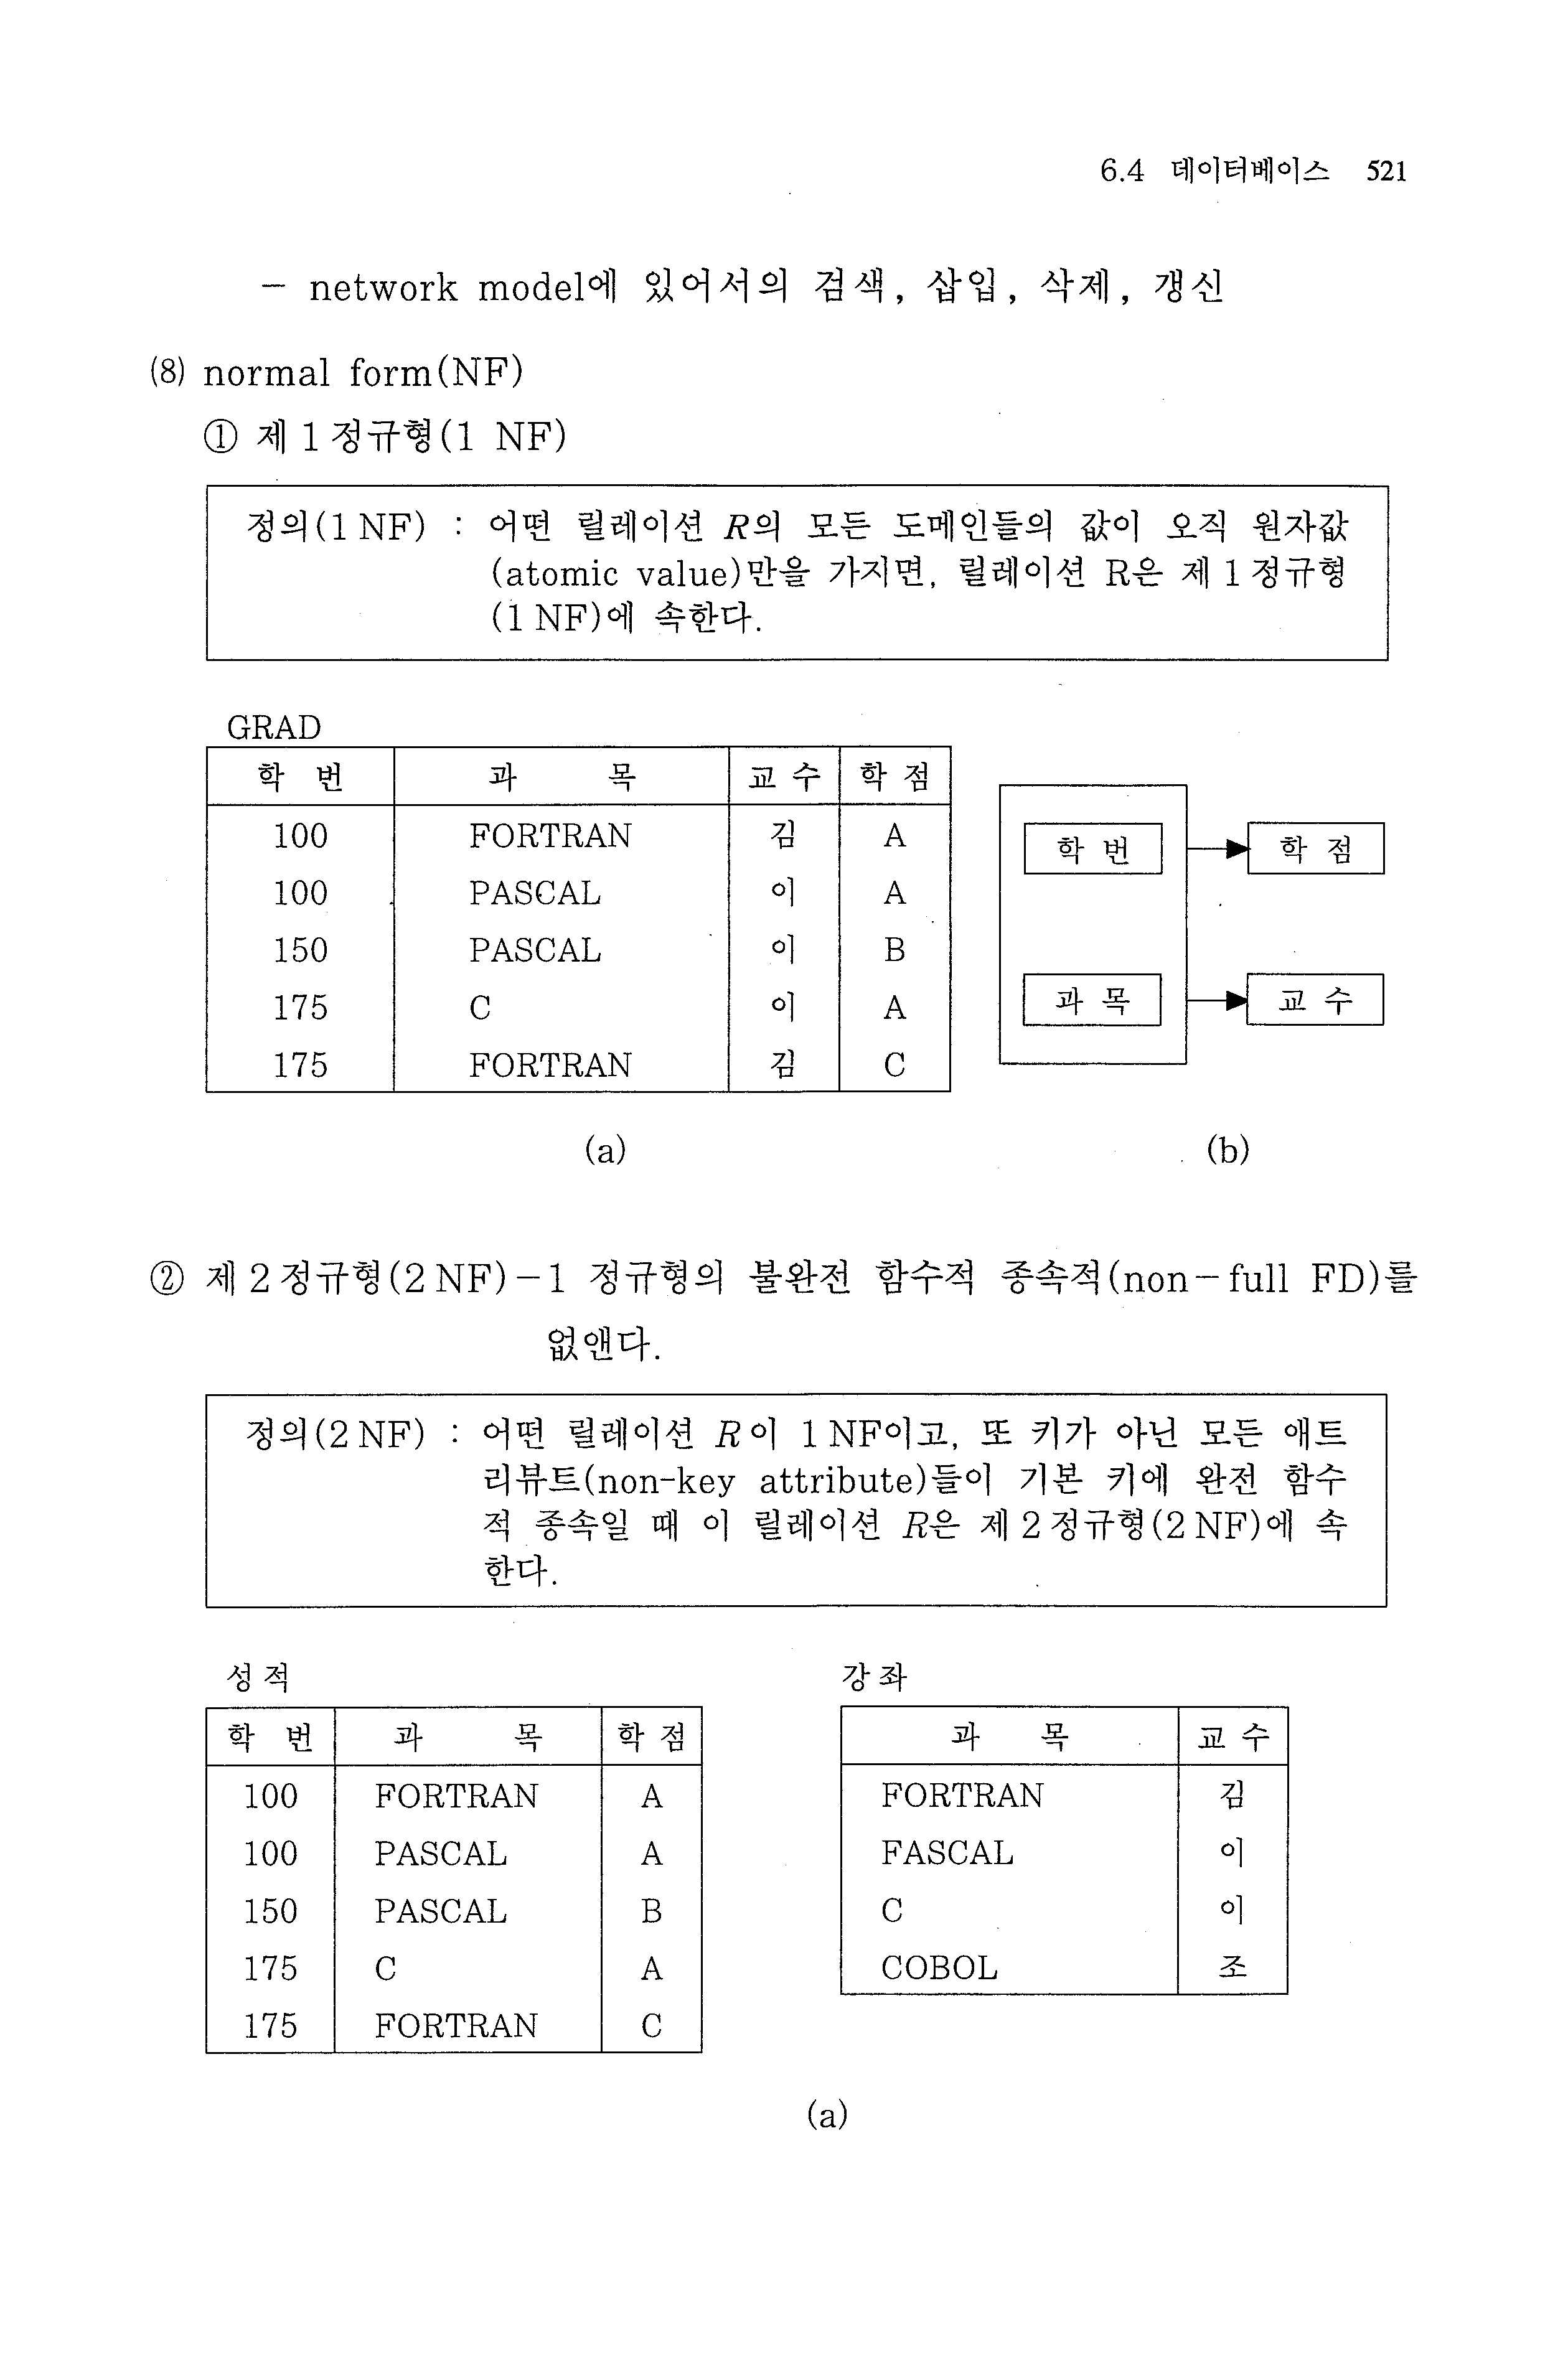 6.4 데이터베이스 521
- network model에 있어서의 검색, 삽입, 삭제, 갱신
(8) normal form(NF)
① 제 1 정규형(1 NF)
정의(1 NF) : 어떤 릴레이션 R의 모든 도메인들의 값이 오직 원자값
(atomic value)만을 가지면, 릴레이션 R은 제 1 정규형
(1 NF)에 속한다.
GRAD
학 번 과 목 교 수 학 점
100 FORTRAN 김 A
100 PASCAL 이 A
150 PASCAL 이 B
175 C 이 A
175 FORTRAN 김 C
(a)
학 번 학 점
과 목 교 수
(b)
② 제 2 정규형(2 NF) - 1 정규형의 불완전 함수적 종속적(non-full FD)를
없앤다.
정의(2 NF) : 어떤 릴레이션 R이 1 NF이고, 또 키가 아닌 모든 애트
리뷰트(non-key attribute)들이 기본 키에 완전 함수
적 종속일 때 이 릴레이션 R은 제 2 정규형(2 NF)에 속
한다.
성적
학 번 과 목 학 점
100 FORTRAN A
100 PASCAL A
150 PASCAL B
175 C A
175 FORTRAN C
강좌
과 목 교 수
FORTRAN 김
FASCAL 이
C 이
COBOL 조
(a)